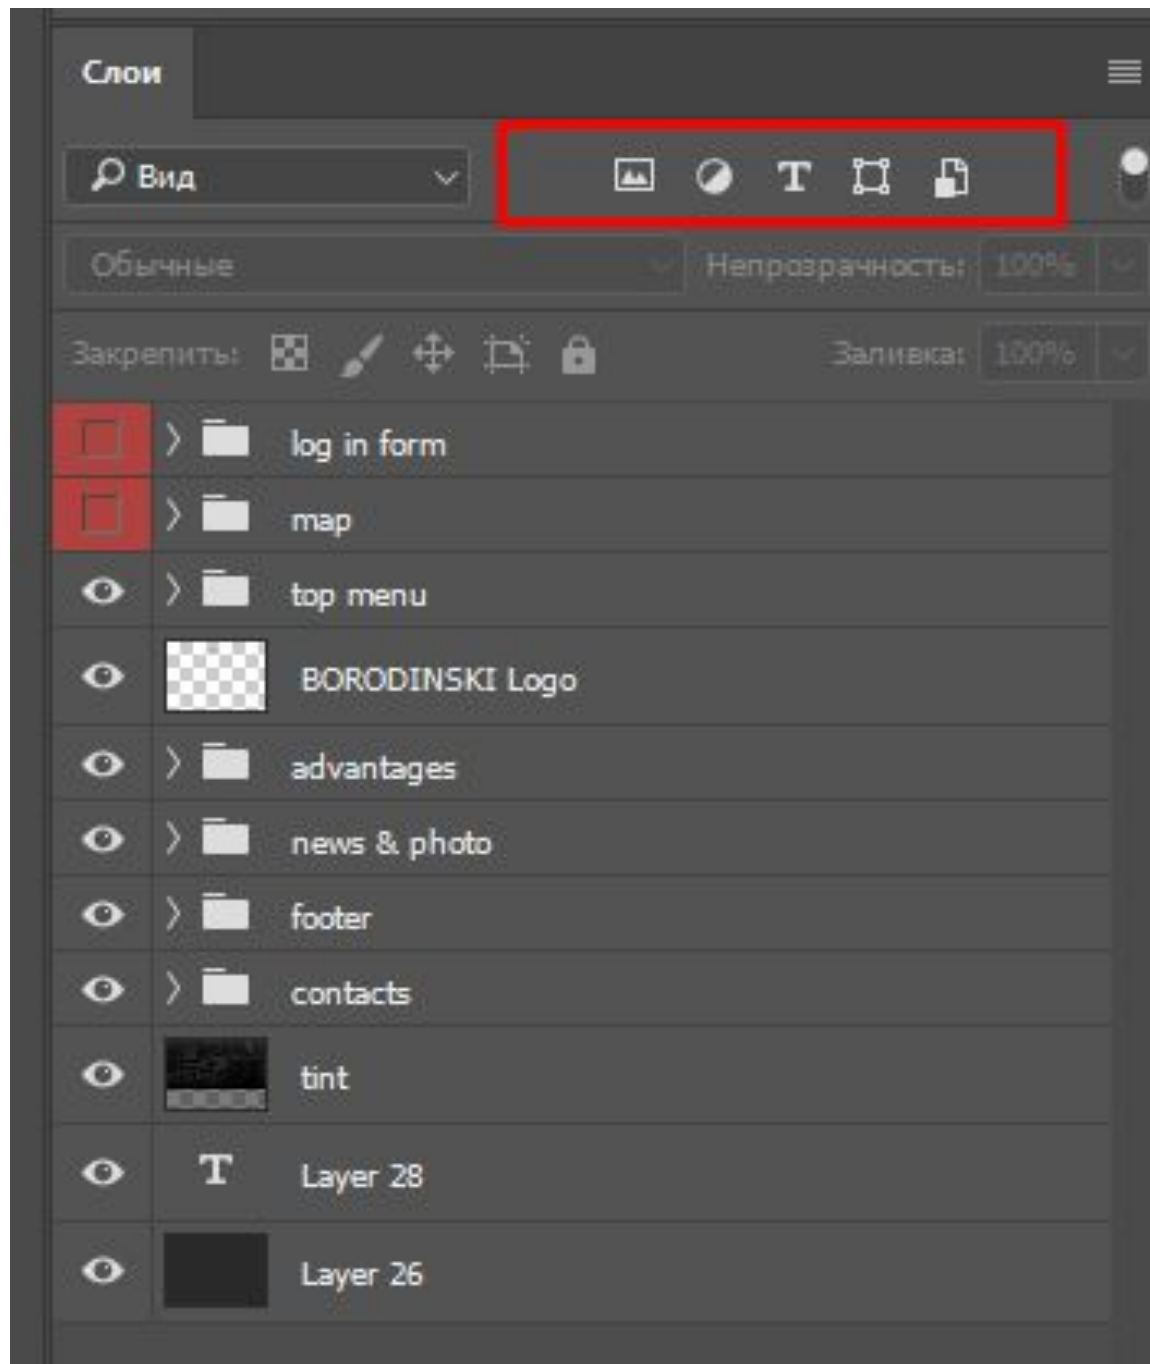 Слои
Вид
Обычные Непрозрачность: 100%
Закрепить: Заливка: 100%
log in form
map
top menu
BORODINSKI Logo
advantages
news & photo
footer
contacts
tint
Layer 28
Layer 26